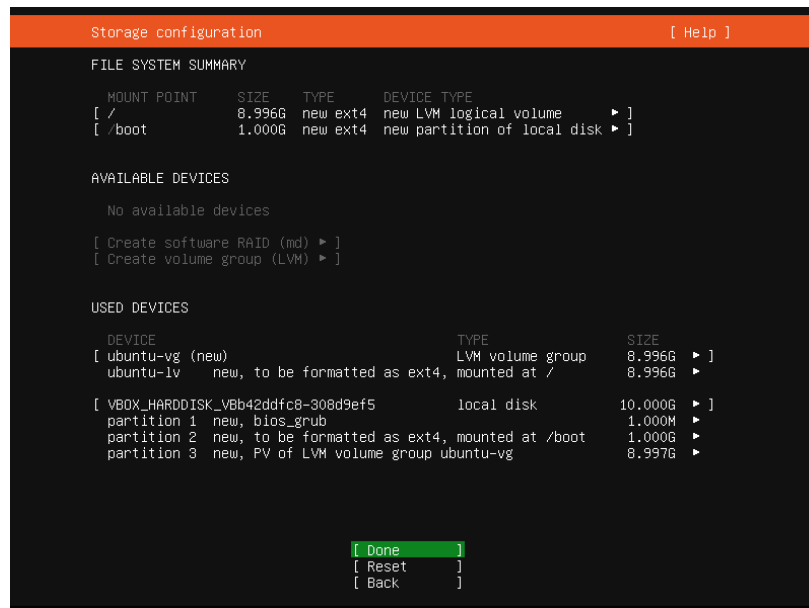 Storage configuration [ Help ]
FILE SYSTEM SUMMARY
MOUNT POINT SIZE TYPE DEVICE TYPE
[ / 8.996G new ext4 new LVM logical volume ▸ ]
[ /boot 1.000G new ext4 new partition of local disk ▸ ]
AVAILABLE DEVICES
No available devices
[ Create software RAID (md) ▸ ]
[ Create volume group (LVM) ▸ ]
USED DEVICES
DEVICE TYPE SIZE
[ ubuntu-vg (new) LVM volume group 8.996G ▸ ]
ubuntu-lv new, to be formatted as ext4, mounted at / 8.996G ▸
[ VBOX_HARDDISK_VBb42ddfc8-308d9ef5 local disk 10.000G ▸ ]
partition 1 new, bios_grub 1.000M ▸
partition 2 new, to be formatted as ext4, mounted at /boot 1.000G ▸
partition 3 new, PV of LVM volume group ubuntu-vg 8.997G ▸
[ Done ]
[ Reset ]
[ Back ]